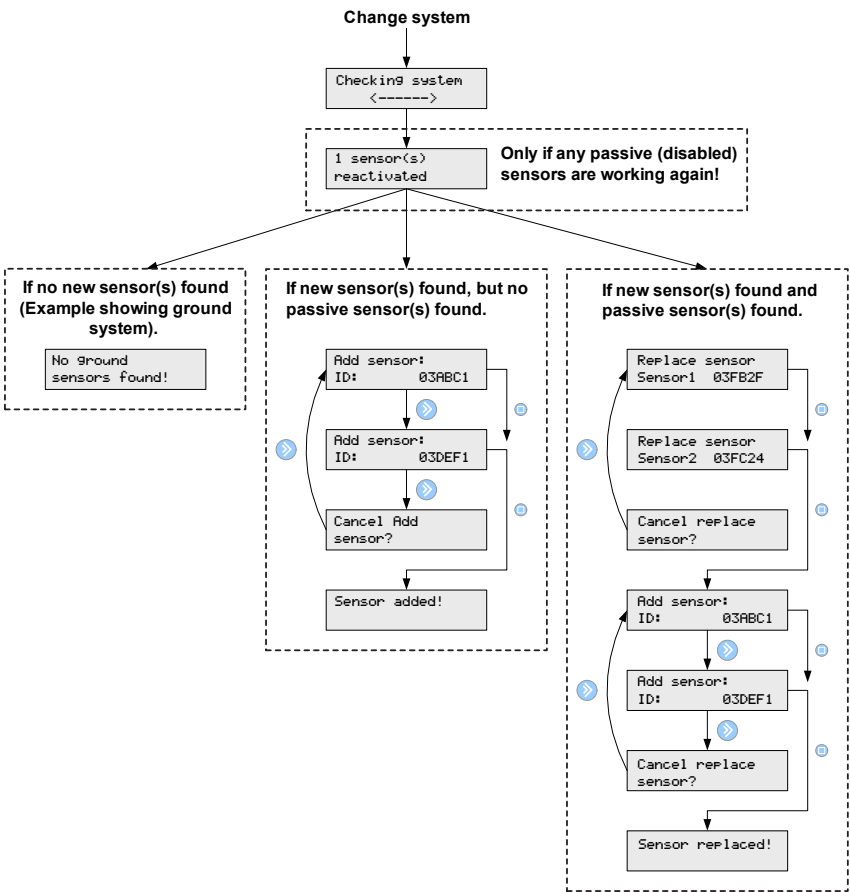 Change system
Checking system
<------>
1 sensor(s)
reactivated
Only if any passive (disabled)
sensors are working again!
If no new sensor(s) found
(Example showing ground
system).
No ground
sensors found!
If new sensor(s) found, but no
passive sensor(s) found.
Add sensor:
ID: 03ABC1
Add sensor:
ID: 03DEF1
Cancel Add
sensor?
Sensor added!
If new sensor(s) found and
passive sensor(s) found.
Replace sensor
Sensor1 03FB2F
Replace sensor
Sensor2 03FC24
Cancel replace
sensor?
Add sensor:
ID: 03ABC1
Add sensor:
ID: 03DEF1
Cancel replace
sensor?
Sensor replaced!